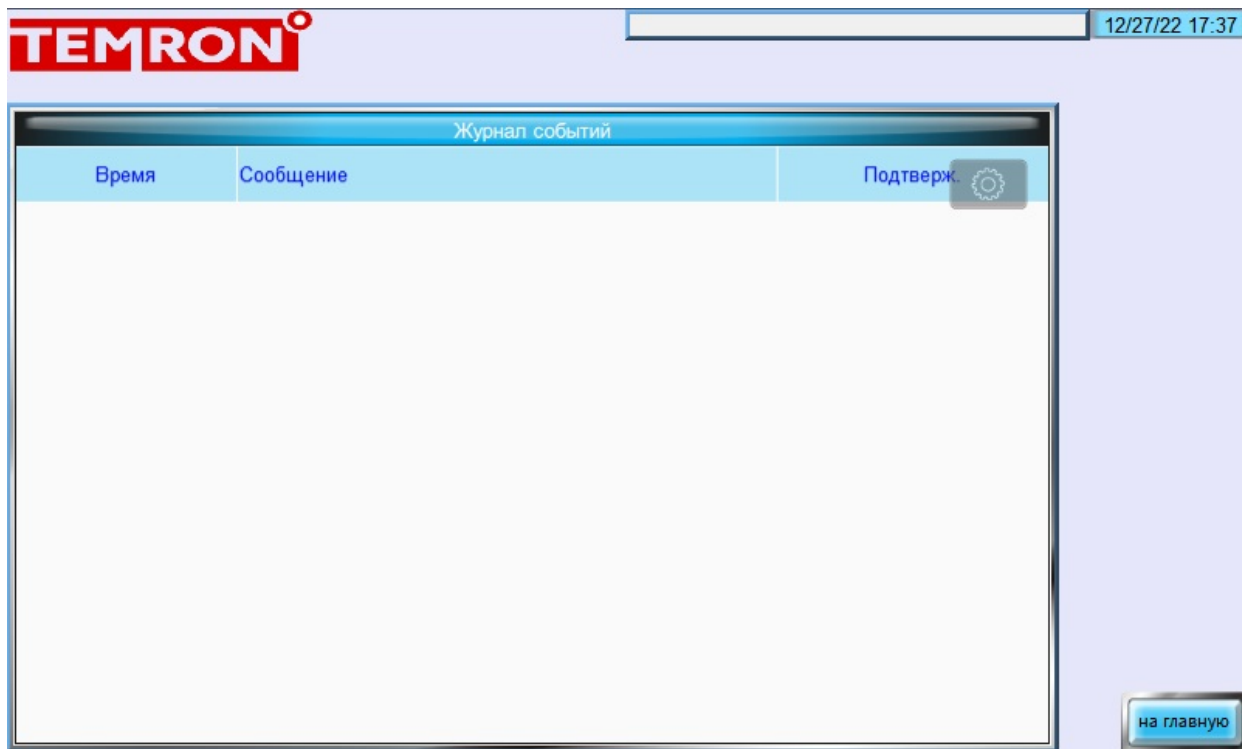 TEMRON°
12/27/22 17:37
Журнал событий
Время Сообщение Подтверж.
на главную